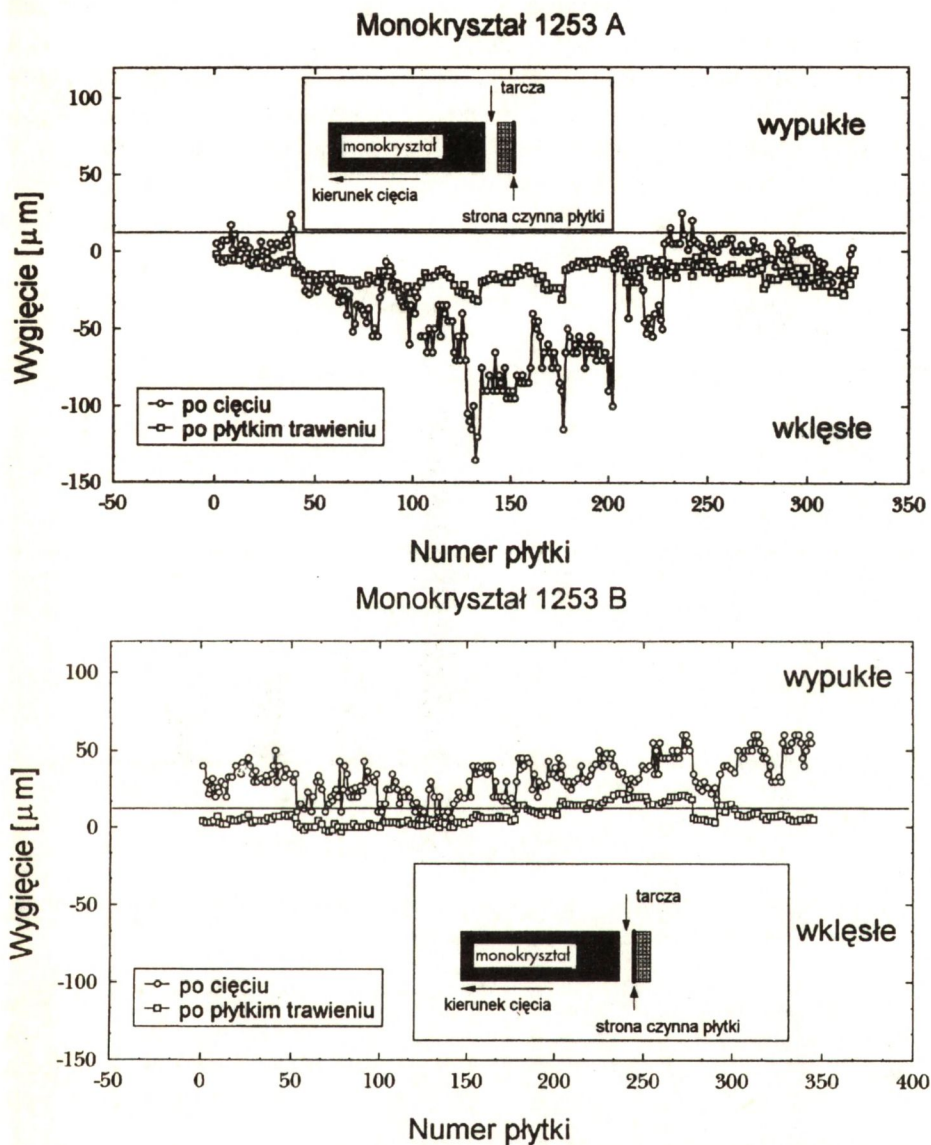 Monokryształ 1253 A
100
50
0
-50
-100
-150
Wygięcie [μm]
tarcza
monokryształ
kierunek cięcia
strona czynna płytki
wypukłe
wklęsłe
po cięciu
po płytkim trawieniu
-50
0
50
100
150
200
250
300
350
Numer płytki
Monokryształ 1253 B
100
50
0
-50
-100
-150
Wygięcie [μm]
wypukłe
tarcza
monokryształ
kierunek cięcia
strona czynna płytki
wklęsłe
po cięciu
po płytkim trawieniu
-50
0
50
100
150
200
250
300
350
400
Numer płytki